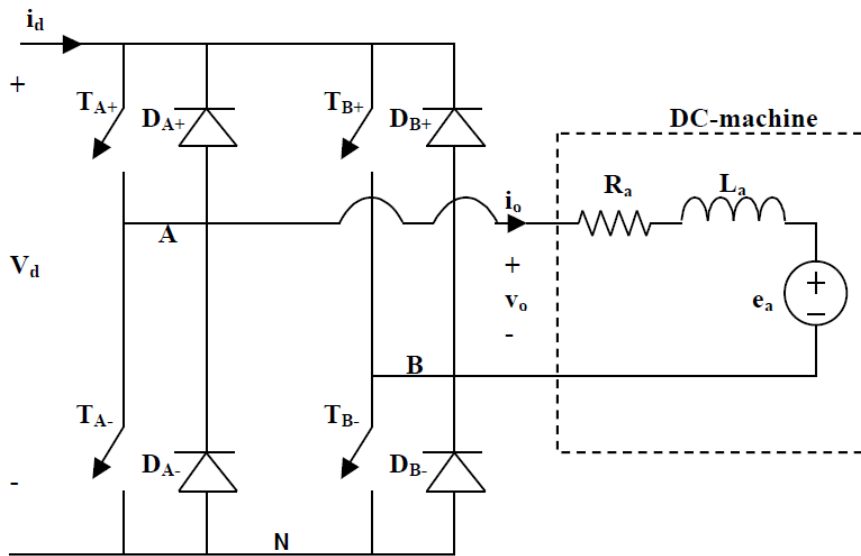 i_d
+
T_A+
D_A+
T_B+
D_B+
DC-machine
R_a
L_a
i_o
A
V_d
+
v_o
-
e_a
+
−
B
T_A-
D_A-
T_B-
D_B-
-
N